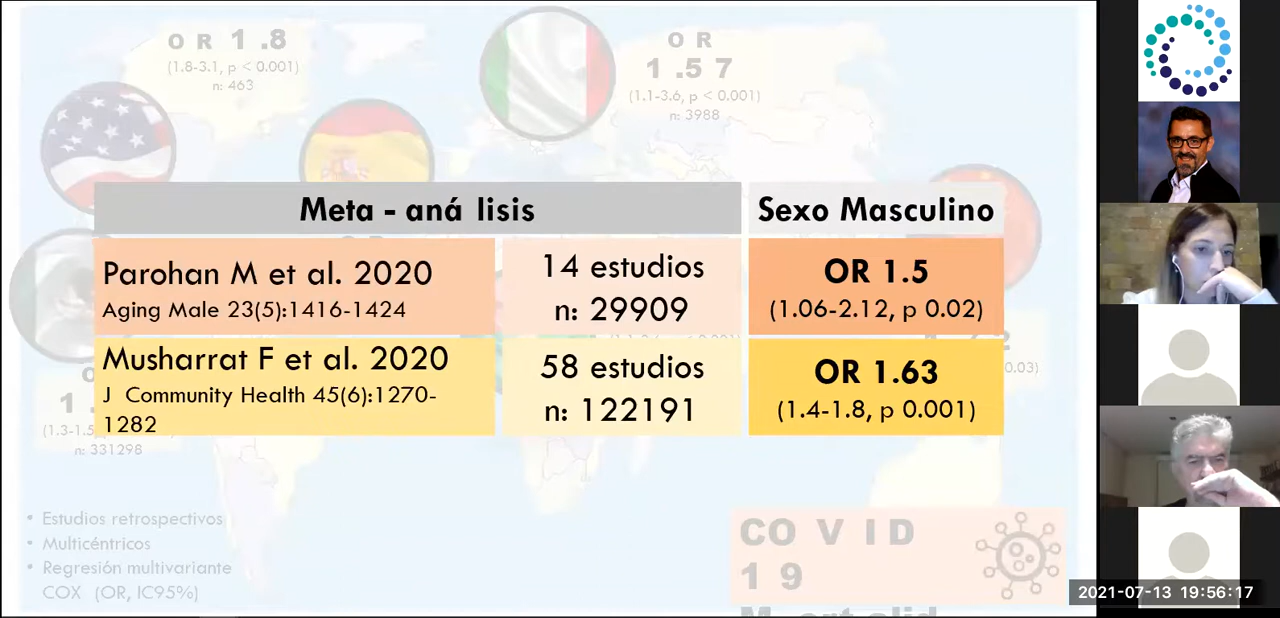 OR 1.8
(1.8-3.1, p < 0.001)
n: 463
OR
1.57
(1.1-3.6, p < 0.001)
n: 3988
Meta - aná lisis
Sexo Masculino
Parohan M et al. 2020
Aging Male 23(5):1416-1424
14 estudios
n: 29909
OR 1.5
(1.06-2.12, p 0.02)
Musharrat F et al. 2020
J Community Health 45(6):1270-
1282
58 estudios
n: 122191
OR 1.63
(1.4-1.8, p 0.001)
0.03)
n: 331298
• Estudios retrospectivos
• Multicéntricos
• Regresión multivariante
COX (OR, IC95%)
COVID
19
2021-07-13 19:56:17